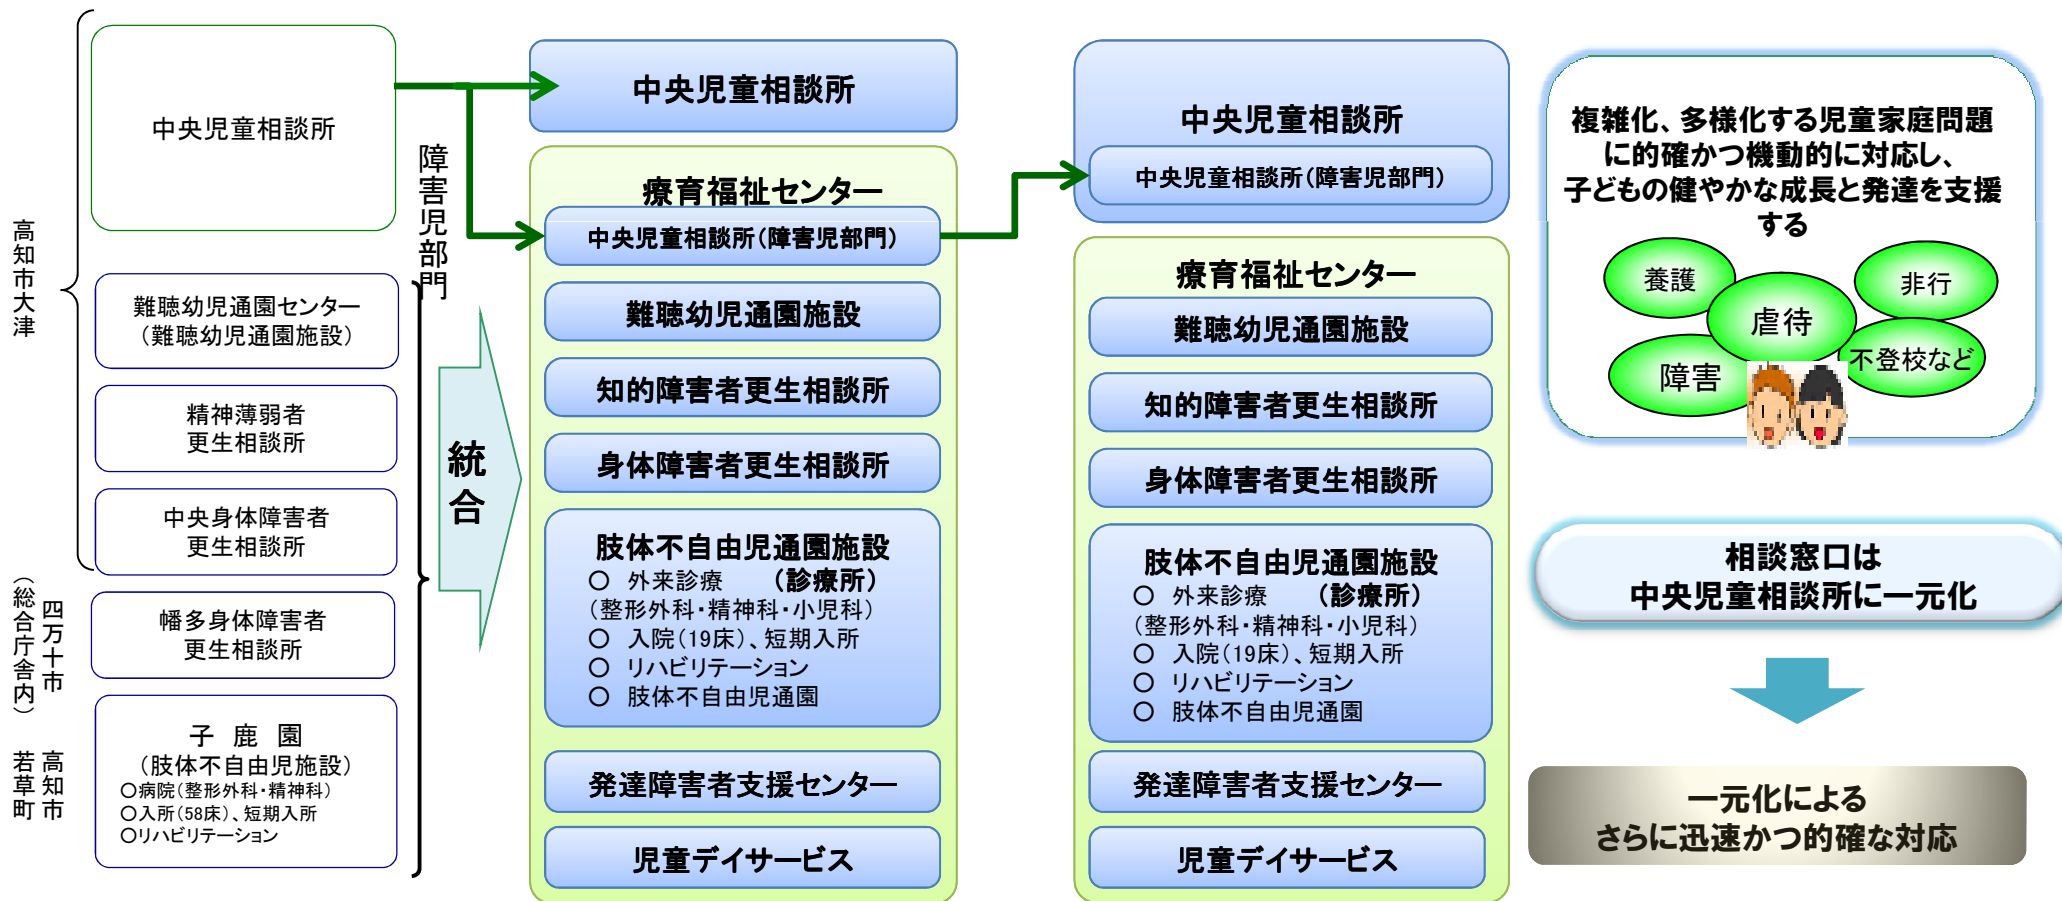 高知市大津
四万十市
(総合庁舎内)
高知市
若草町
中央児童相談所
難聴幼児通園センター
(難聴幼児通園施設)
精神薄弱者
更生相談所
中央身体障害者
更生相談所
幡多身体障害者
更生相談所
子 鹿 園
(肢体不自由児施設)
○病院(整形外科・精神科)
○入所(58床)、短期入所
○リハビリテーション
障害児部門
統合
中央児童相談所
療育福祉センター
中央児童相談所(障害児部門)
難聴幼児通園施設
知的障害者更生相談所
身体障害者更生相談所
肢体不自由児通園施設
○ 外来診療 (診療所)
(整形外科・精神科・小児科)
○ 入院(19床)、短期入所
○ リハビリテーション
○ 肢体不自由児通園
発達障害者支援センター
児童デイサービス
中央児童相談所
中央児童相談所(障害児部門)
療育福祉センター
難聴幼児通園施設
知的障害者更生相談所
身体障害者更生相談所
肢体不自由児通園施設
○ 外来診療 (診療所)
(整形外科・精神科・小児科)
○ 入院(19床)、短期入所
○ リハビリテーション
○ 肢体不自由児通園
発達障害者支援センター
児童デイサービス
複雑化、多様化する児童家庭問題
に的確かつ機動的に対応し、
子どもの健やかな成長と発達を支援
する
養護
非行
虐待
障害
不登校など
相談窓口は
中央児童相談所に一元化
一元化による
さらに迅速かつ的確な対応